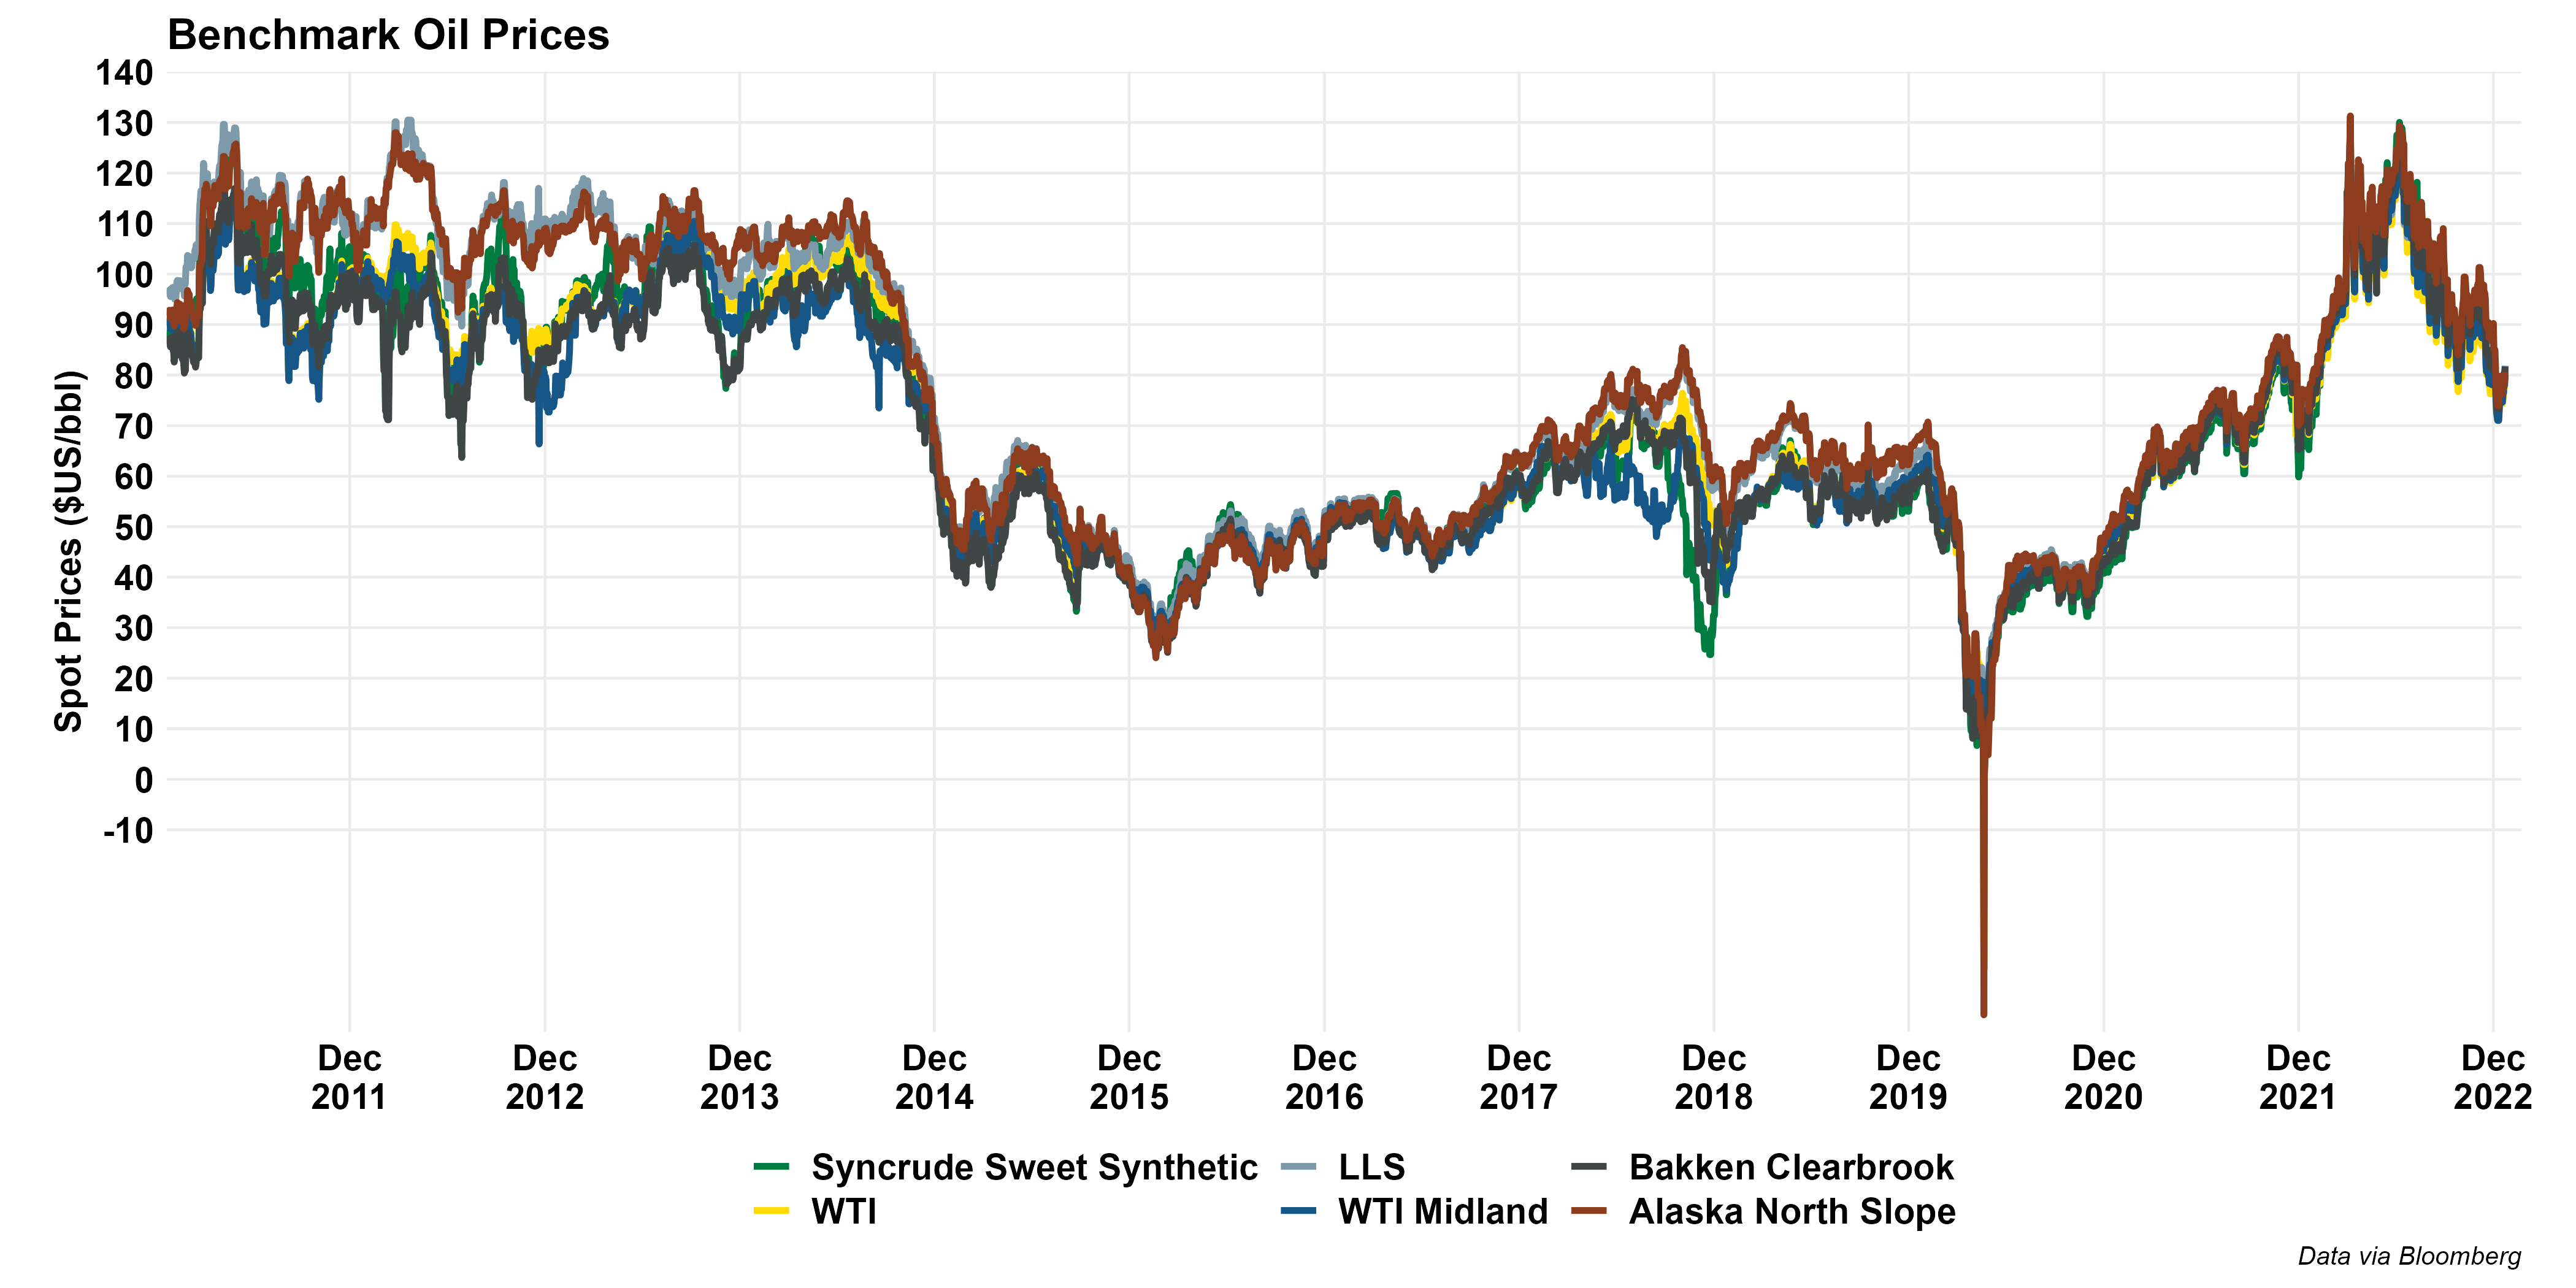 Benchmark Oil Prices
140
130
120
110
100
90
80
70
60
50
40
30
20
10
0
-10
Spot Prices ($US/bbl)
Dec 2011
Dec 2012
Dec 2013
Dec 2014
Dec 2015
Dec 2016
Dec 2017
Dec 2018
Dec 2019
Dec 2020
Dec 2021
Dec 2022
Syncrude Sweet Synthetic
LLS
Bakken Clearbrook
WTI
WTI Midland
Alaska North Slope
Data via Bloomberg